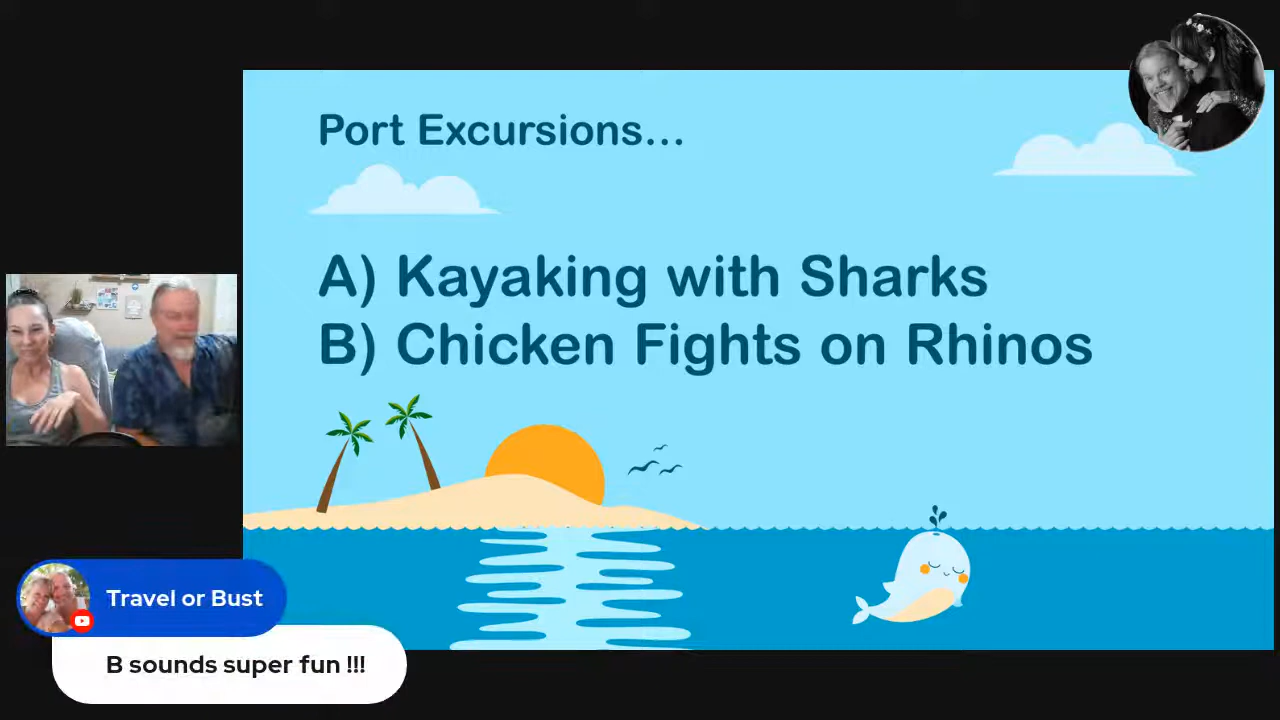 Port Excursions...
A) Kayaking with Sharks
B) Chicken Fights on Rhinos
Travel or Bust
B sounds super fun !!!